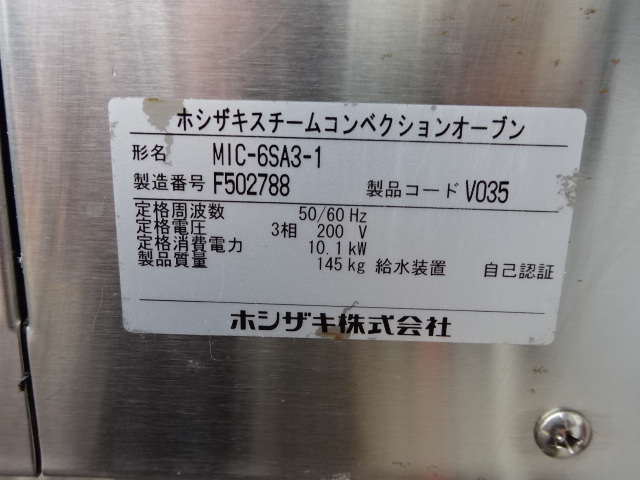 ホシザキスチームコンベクションオーブン
形名 MIC-6SA3-1
製造番号 F502788 製品コード V035
定格周波数 50/60 Hz
定格電圧 3相 200 V
定格消費電力 10.1 kW
製品質量 145 kg 給水装置 自己認証
ホシザキ株式会社